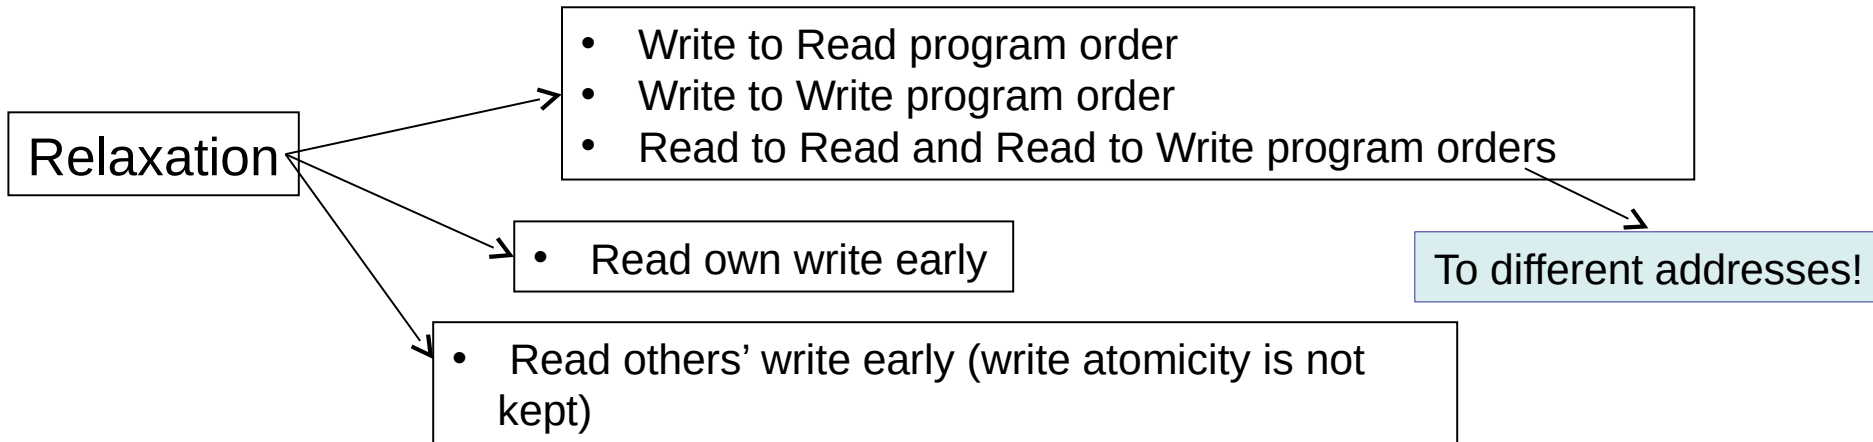 • Write to Read program order
• Write to Write program order
• Read to Read and Read to Write program orders
Relaxation
• Read own write early
To different addresses!
• Read others’ write early (write atomicity is not
kept)